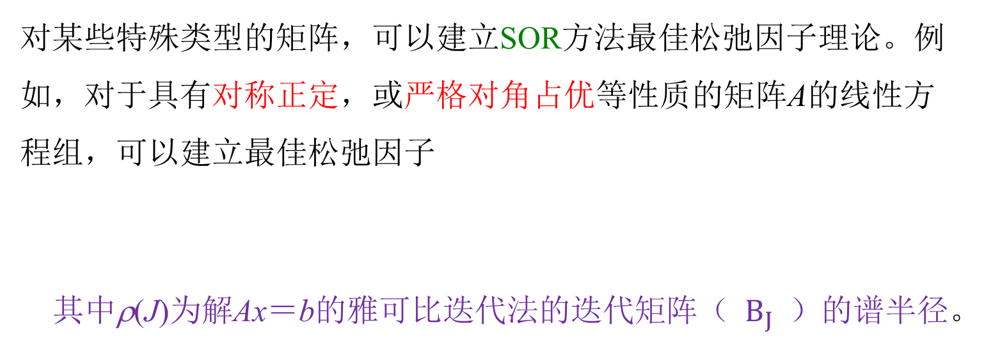 对某些特殊类型的矩阵，可以建立SOR方法最佳松弛因子理论。例
如，对于具有对称正定，或严格对角占优等性质的矩阵A的线性方
程组，可以建立最佳松弛因子
其中ρ(J)为解Ax＝b的雅可比迭代法的迭代矩阵（ BJ ）的谱半径。